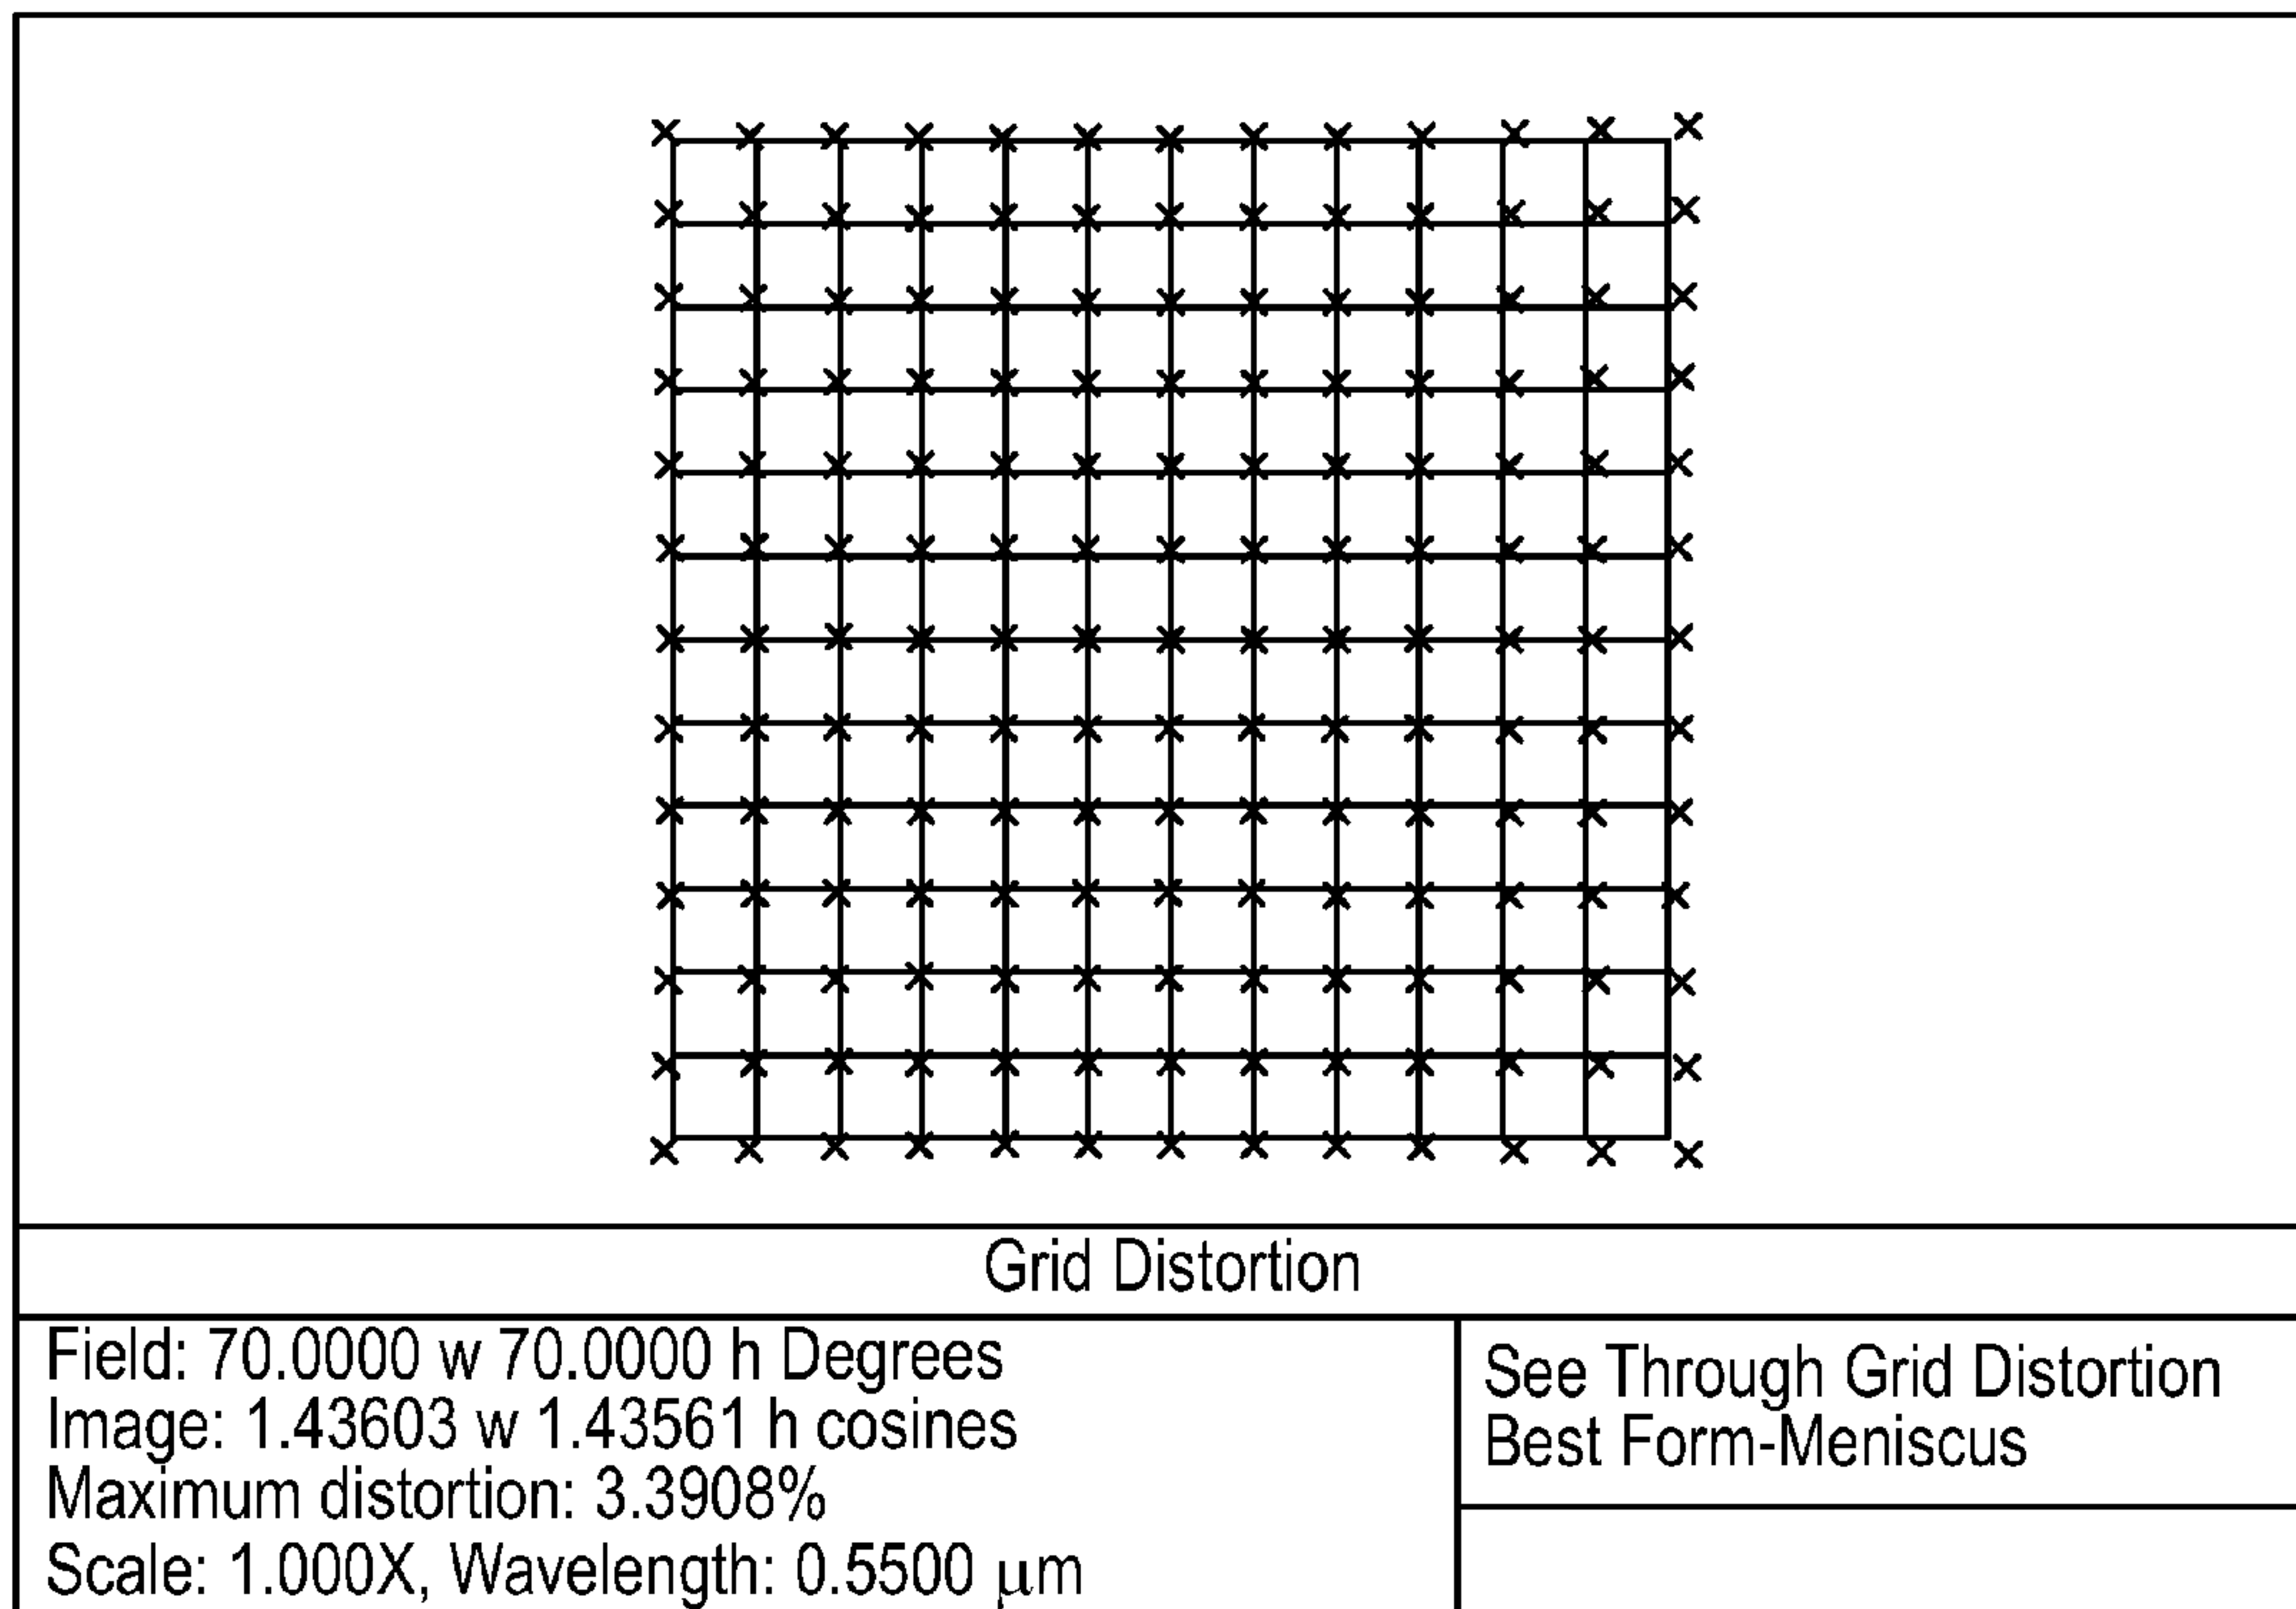 Grid Distortion
Field: 70.0000 w 70.0000 h Degrees
Image: 1.43603 w 1.43561 h cosines
Maximum distortion: 3.3908%
Scale: 1.000X, Wavelength: 0.5500 μm
See Through Grid Distortion
Best Form-Meniscus